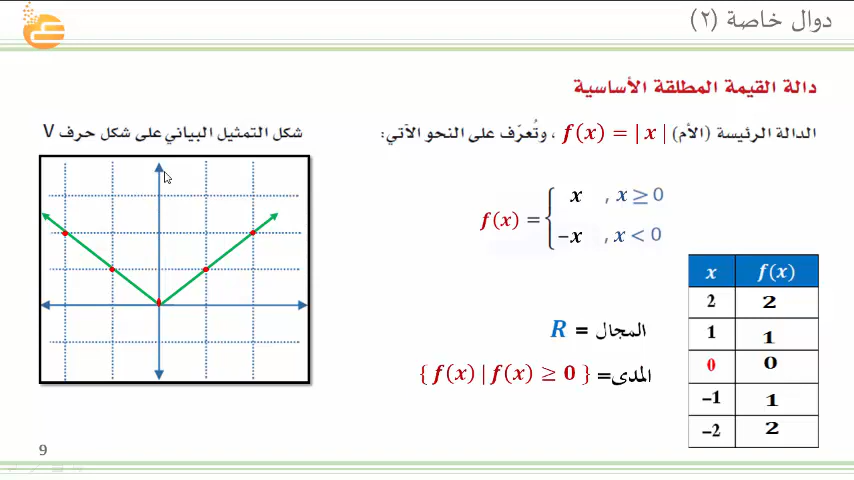 دوال خاصة (٢)
دالة القيمة المطلقة الأساسية
الدالة الرئيسة (الأم) f(x) = | x | ، وتُعرّف على النحو الآتي:
شكل التمثيل البياني على شكل حرف V
f(x) = { x , x ≥ 0
−x , x < 0
المجال = R
المدى= { f(x) | f(x) ≥ 0 }
x f(x)
2 2
1 1
0 0
−1 1
−2 2
9